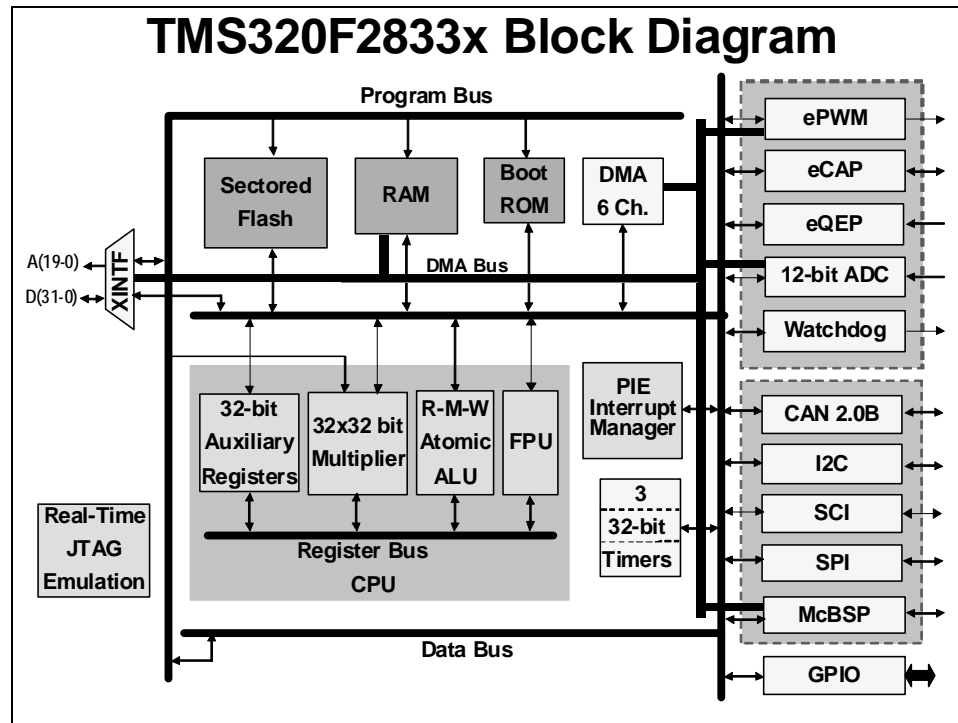 TMS320F2833x Block Diagram
Program Bus
Sectored
Flash
RAM
Boot
ROM
DMA
6 Ch.
A(19-0)
D(31-0)
XINTF
DMA Bus
32-bit
Auxiliary
Registers
32x32 bit
Multiplier
R-M-W
Atomic
ALU
FPU
Register Bus
CPU
PIE
Interrupt
Manager
3
32-bit
Timers
Real-Time
JTAG
Emulation
Data Bus
ePWM
eCAP
eQEP
12-bit ADC
Watchdog
CAN 2.0B
I2C
SCI
SPI
McBSP
GPIO